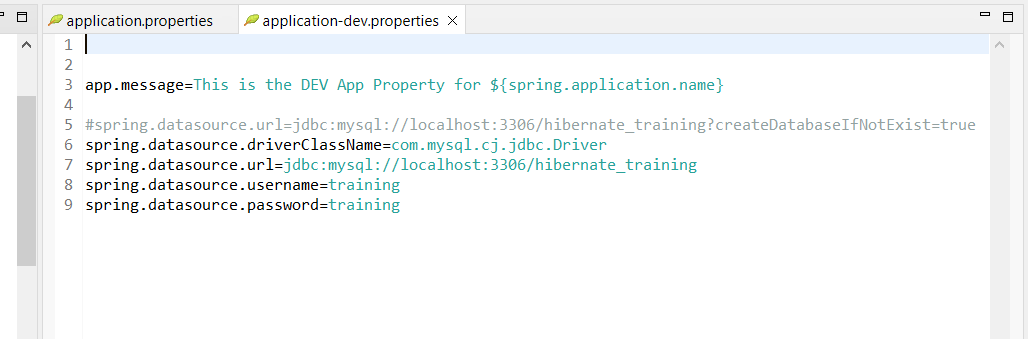 application.properties
application-dev.properties
1
2
3 app.message=This is the DEV App Property for ${spring.application.name}
4
5 #spring.datasource.url=jdbc:mysql://localhost:3306/hibernate_training?createDatabaseIfNotExist=true
6 spring.datasource.driverClassName=com.mysql.cj.jdbc.Driver
7 spring.datasource.url=jdbc:mysql://localhost:3306/hibernate_training
8 spring.datasource.username=training
9 spring.datasource.password=training